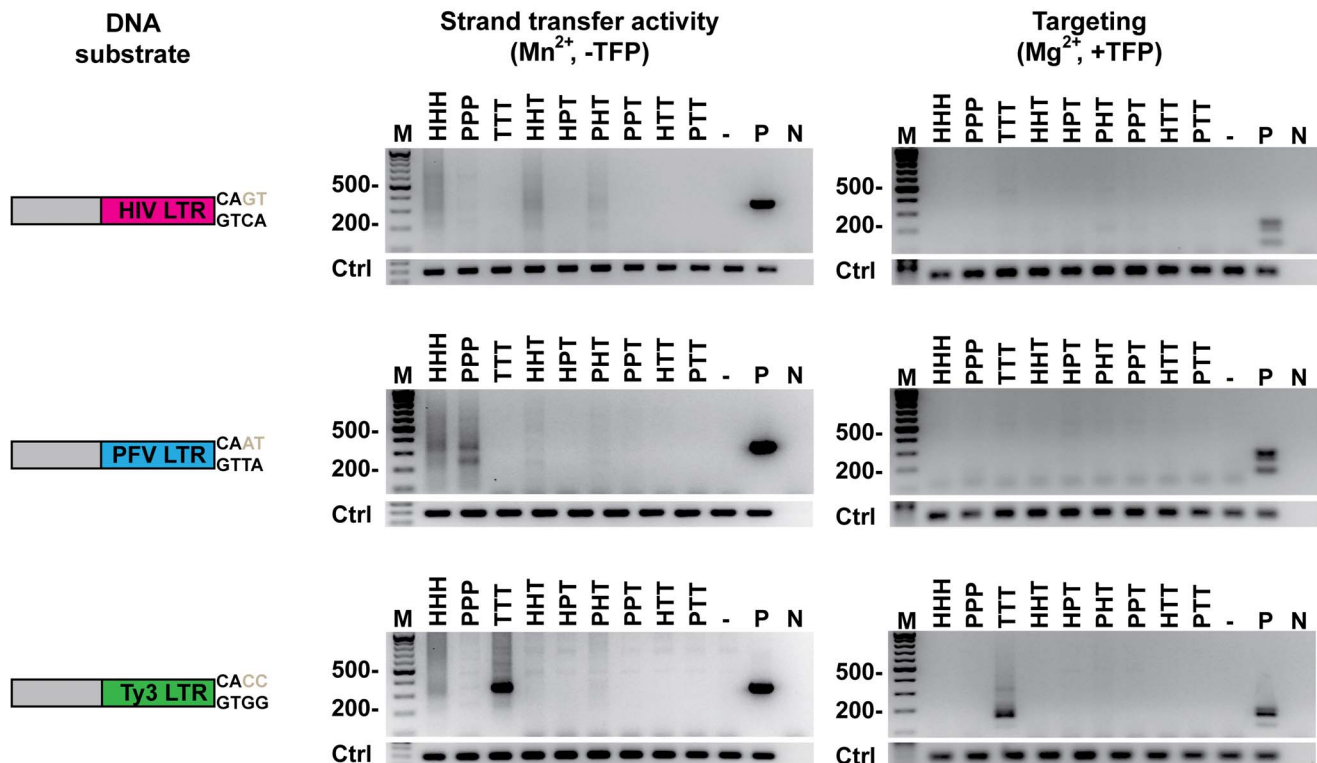 DNA
substrate
Strand transfer activity
(Mn2+, -TFP)
Targeting
(Mg2+, +TFP)
M HHH PPP TTT HHT HPT PHT PPT HTT PTT - P N
500-
200-
Ctrl
M HHH PPP TTT HHT HPT PHT PPT HTT PTT - P N
500-
200-
Ctrl
HIV LTR
CAGT
GTCA
M HHH PPP TTT HHT HPT PHT PPT HTT PTT - P N
500-
200-
Ctrl
M HHH PPP TTT HHT HPT PHT PPT HTT PTT - P N
500-
200-
Ctrl
PFV LTR
CAAT
GTTA
M HHH PPP TTT HHT HPT PHT PPT HTT PTT - P N
500-
200-
Ctrl
M HHH PPP TTT HHT HPT PHT PPT HTT PTT - P N
500-
200-
Ctrl
Ty3 LTR
CACC
GTGG